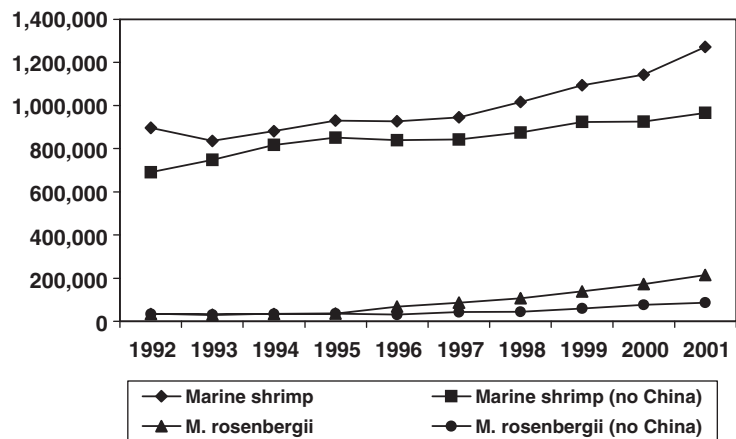 1,400,000
1,200,000
1,000,000
800,000
600,000
400,000
200,000
0
1992 1993 1994 1995 1996 1997 1998 1999 2000 2001
Marine shrimp Marine shrimp (no China)
M. rosenbergii M. rosenbergii (no China)